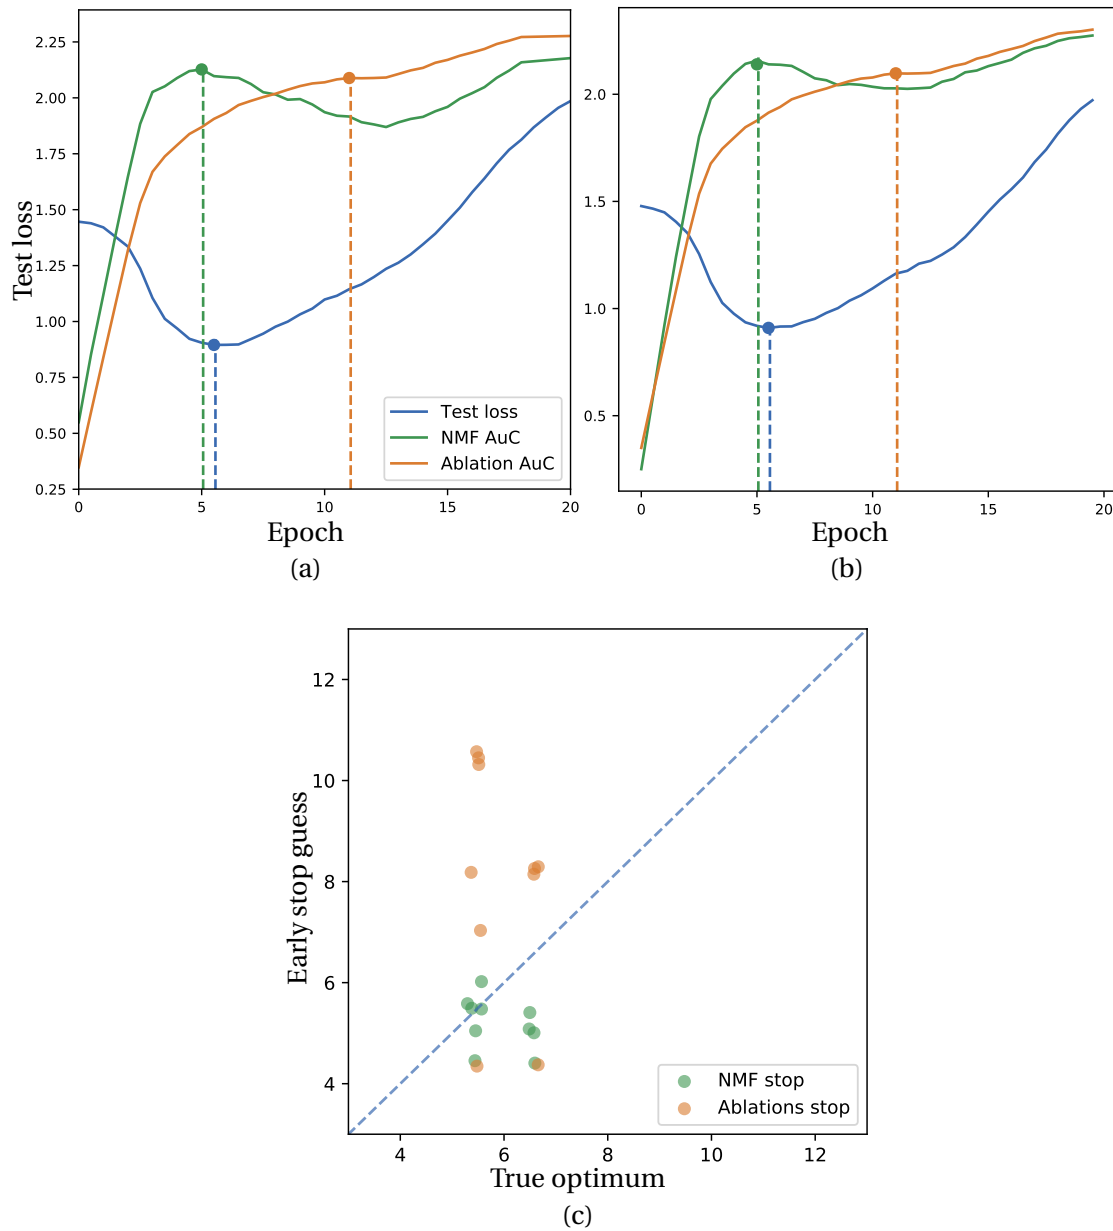 2.25
2.00
1.75
1.50
1.25
1.00
0.75
0.50
0.25
Test loss
Test loss
NMF AuC
Ablation AuC
0 5 10 15 20
Epoch
(a)
2.0
1.5
1.0
0.5
0 5 10 15 20
Epoch
(b)
12
10
8
6
4
Early stop guess
NMF stop
Ablations stop
4 6 8 10 12
True optimum
(c)